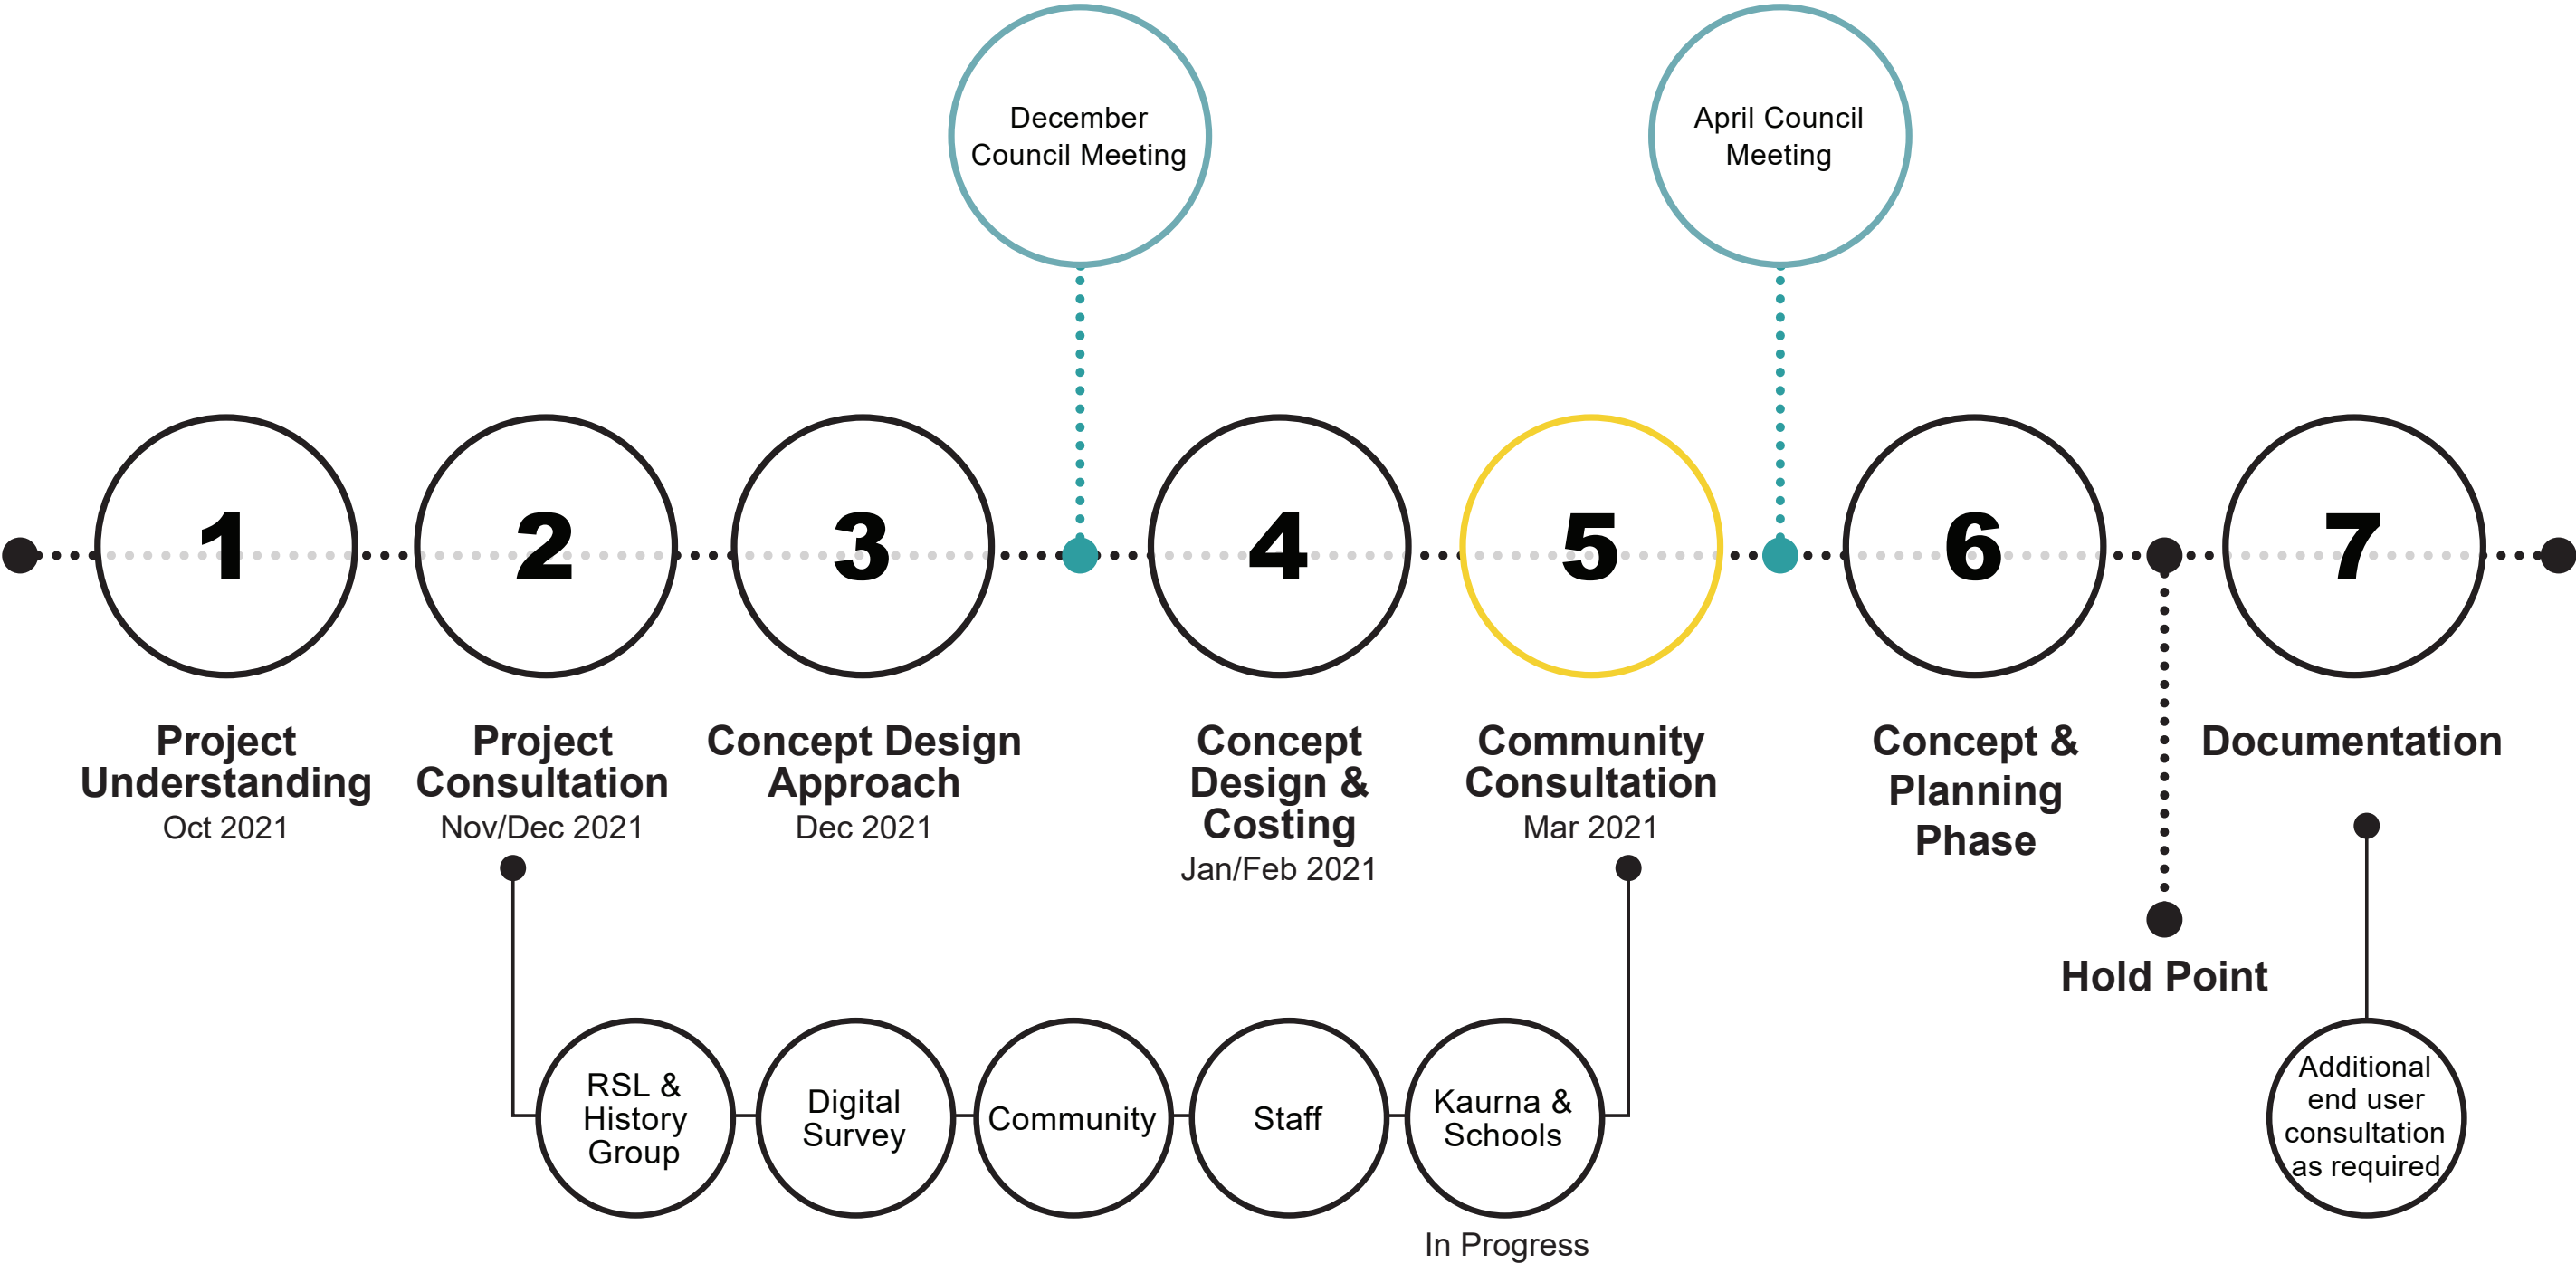 December
Council Meeting
April Council
Meeting
1
2
3
4
5
6
7
Project
Understanding
Oct 2021
Project
Consultation
Nov/Dec 2021
Concept Design
Approach
Dec 2021
Concept
Design &
Costing
Jan/Feb 2021
Community
Consultation
Mar 2021
Concept &
Planning
Phase
Documentation
Hold Point
RSL &
History
Group
Digital
Survey
Community
Staff
Kaurna &
Schools
In Progress
Additional
end user
consultation
as required